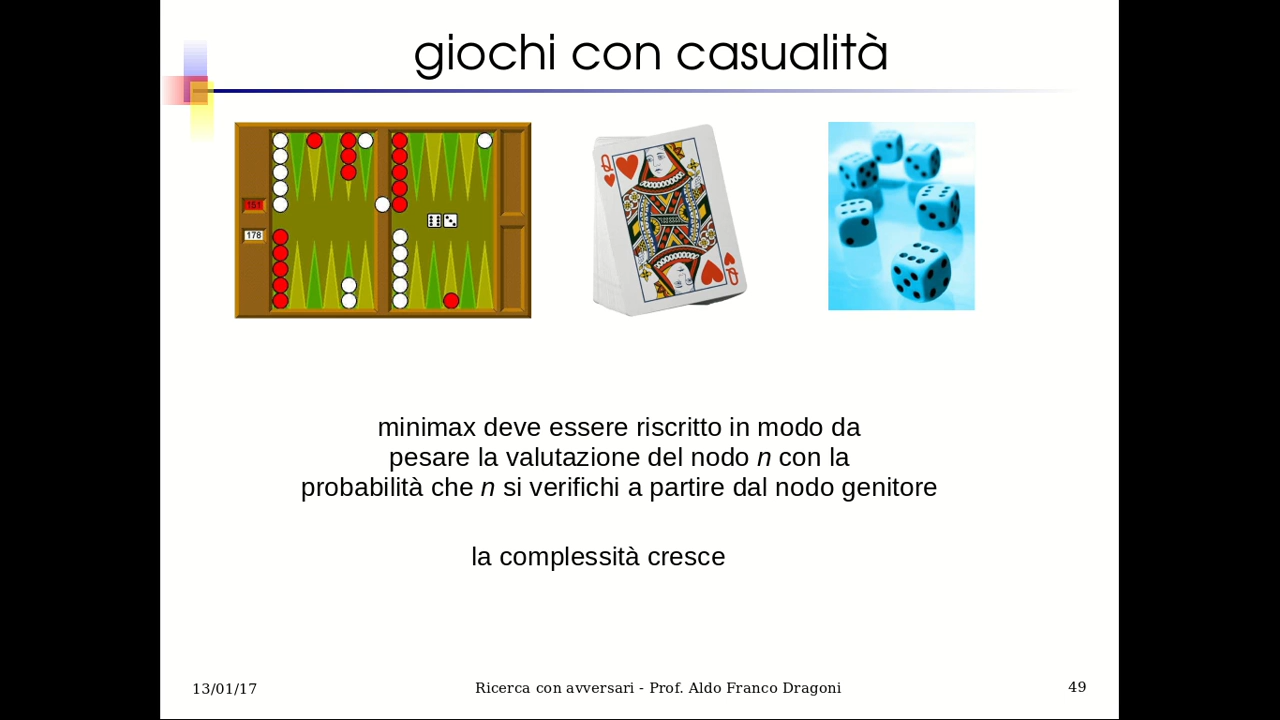 giochi con casualità
151
178
Q
Q
minimax deve essere riscritto in modo da
pesare la valutazione del nodo n con la
probabilità che n si verifichi a partire dal nodo genitore
la complessità cresce
13/01/17
Ricerca con avversari - Prof. Aldo Franco Dragoni
49